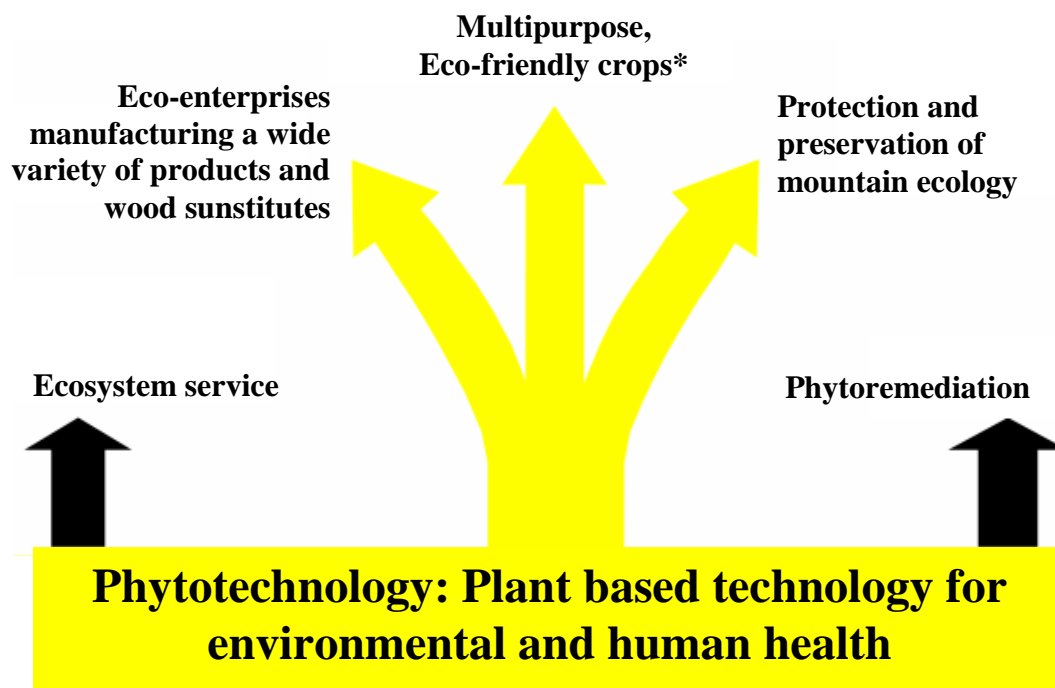 Multipurpose,
Eco-friendly crops*
Eco-enterprises
manufacturing a wide
variety of products and
wood sunstitutes
Protection and
preservation of
mountain ecology
Ecosystem service
Phytoremediation
Phytotechnology: Plant based technology for
environmental and human health